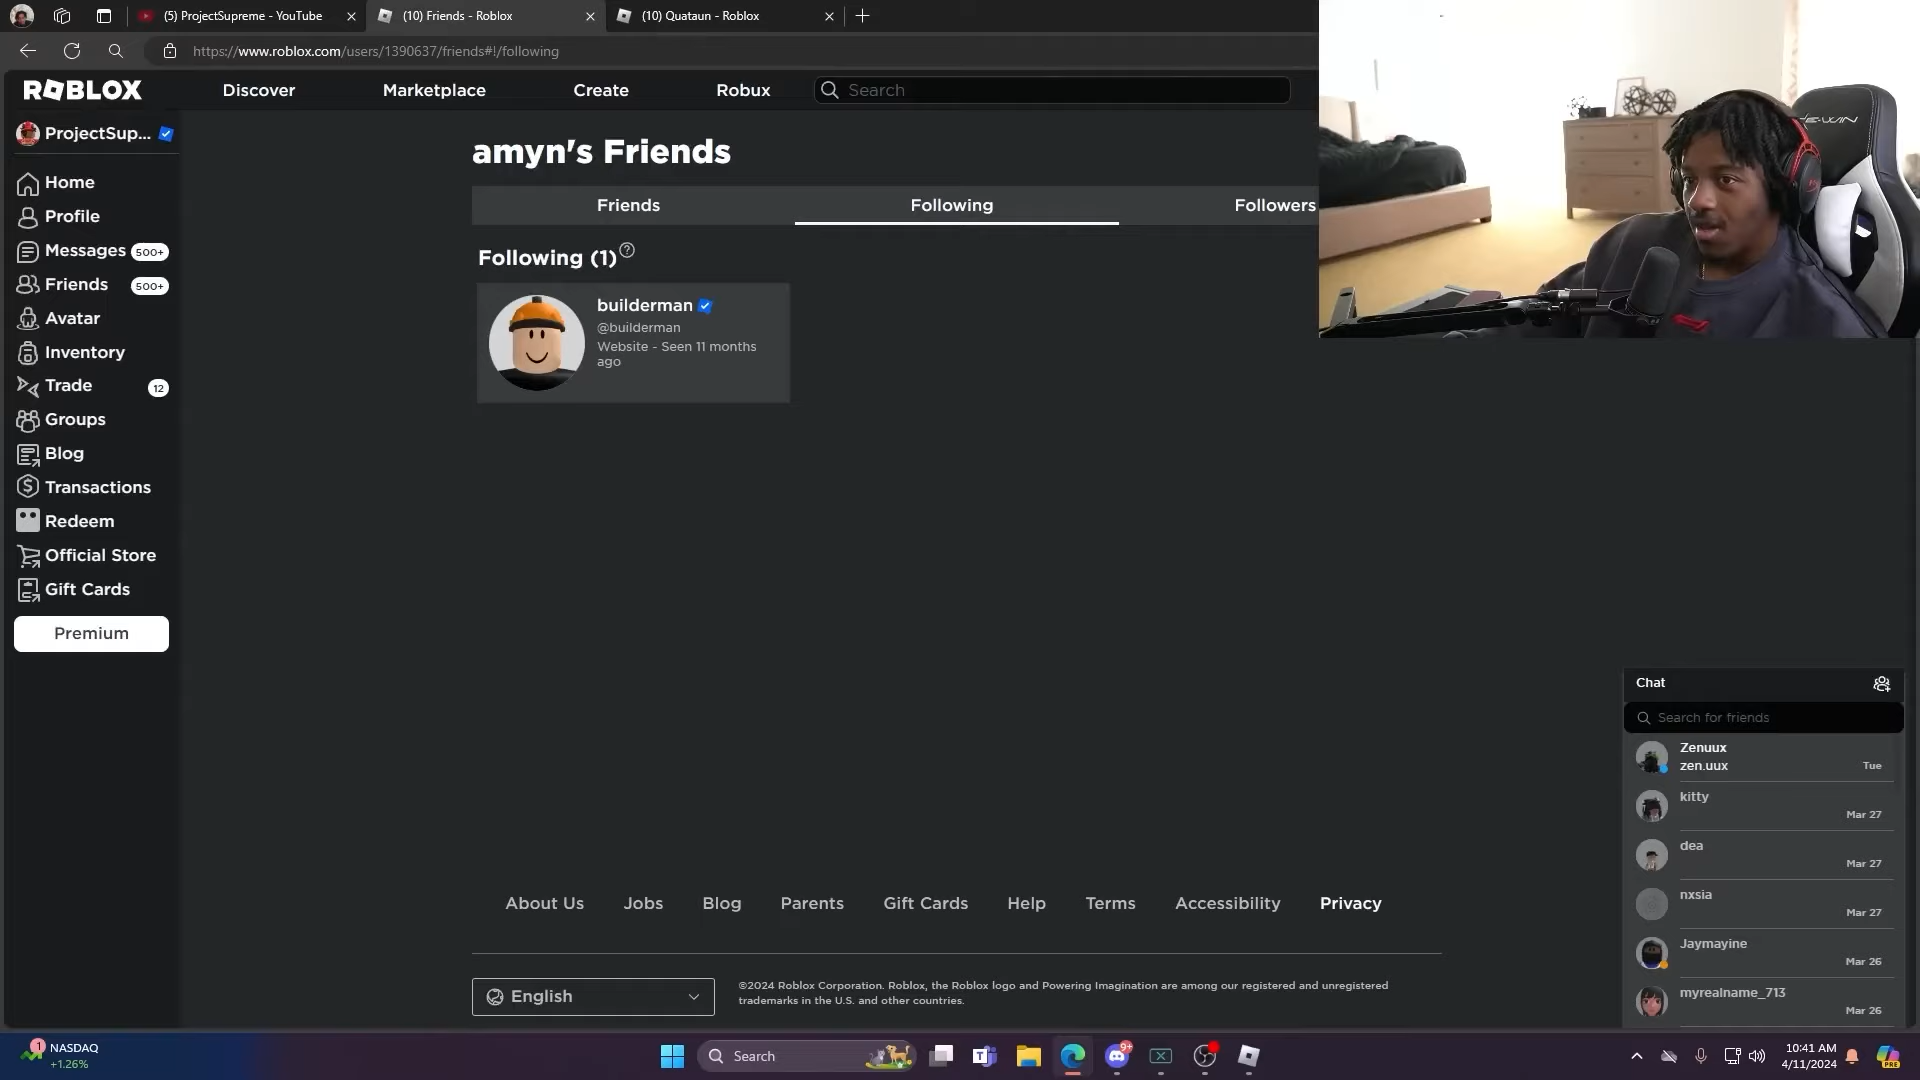 (5) ProjectSupreme - YouTube
(10) Friends - Roblox
(10) Quataun - Roblox
https://www.roblox.com/users/1390637/friends#!/following
ROBLOX
Discover
Marketplace
Create
Robux
Search
ProjectSup...
Home
Profile
Messages 500+
Friends 500+
Avatar
Inventory
Trade 12
Groups
Blog
Transactions
Redeem
Official Store
Gift Cards
Premium
amyn's Friends
Friends
Following
Followers
Following (1)
builderman
@builderman
Website - Seen 11 months
ago
E-WIN
Chat
Search for friends
Zenuux
zen.uux
Tue
kitty
Mar 27
dea
Mar 27
nxsia
Mar 27
Jaymayine
Mar 26
myrealname_713
Mar 26
About Us
Jobs
Blog
Parents
Gift Cards
Help
Terms
Accessibility
Privacy
English
©2024 Roblox Corporation. Roblox, the Roblox logo and Powering Imagination are among our registered and unregistered
trademarks in the U.S. and other countries.
1
NASDAQ
+1.26%
Search
9+
10:41 AM
4/11/2024
PRE